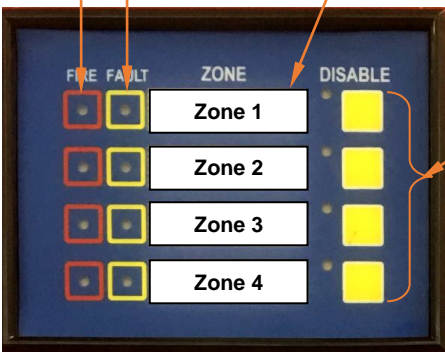 FIRE FAULT ZONE DISABLE
Zone 1
Zone 2
Zone 3
Zone 4